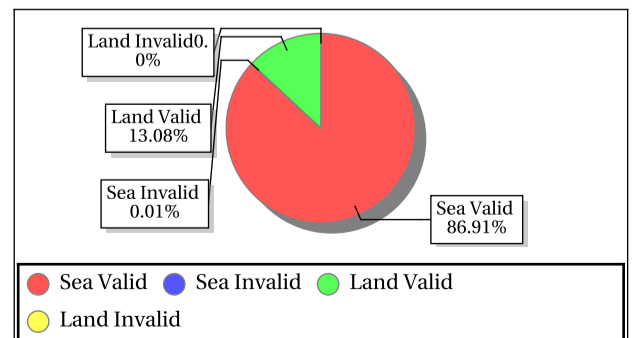 Land Invalid0.
0%
Land Valid
13.08%
Sea Invalid
0.01%
Sea Valid
86.91%
Sea Valid Sea Invalid Land Valid
Land Invalid